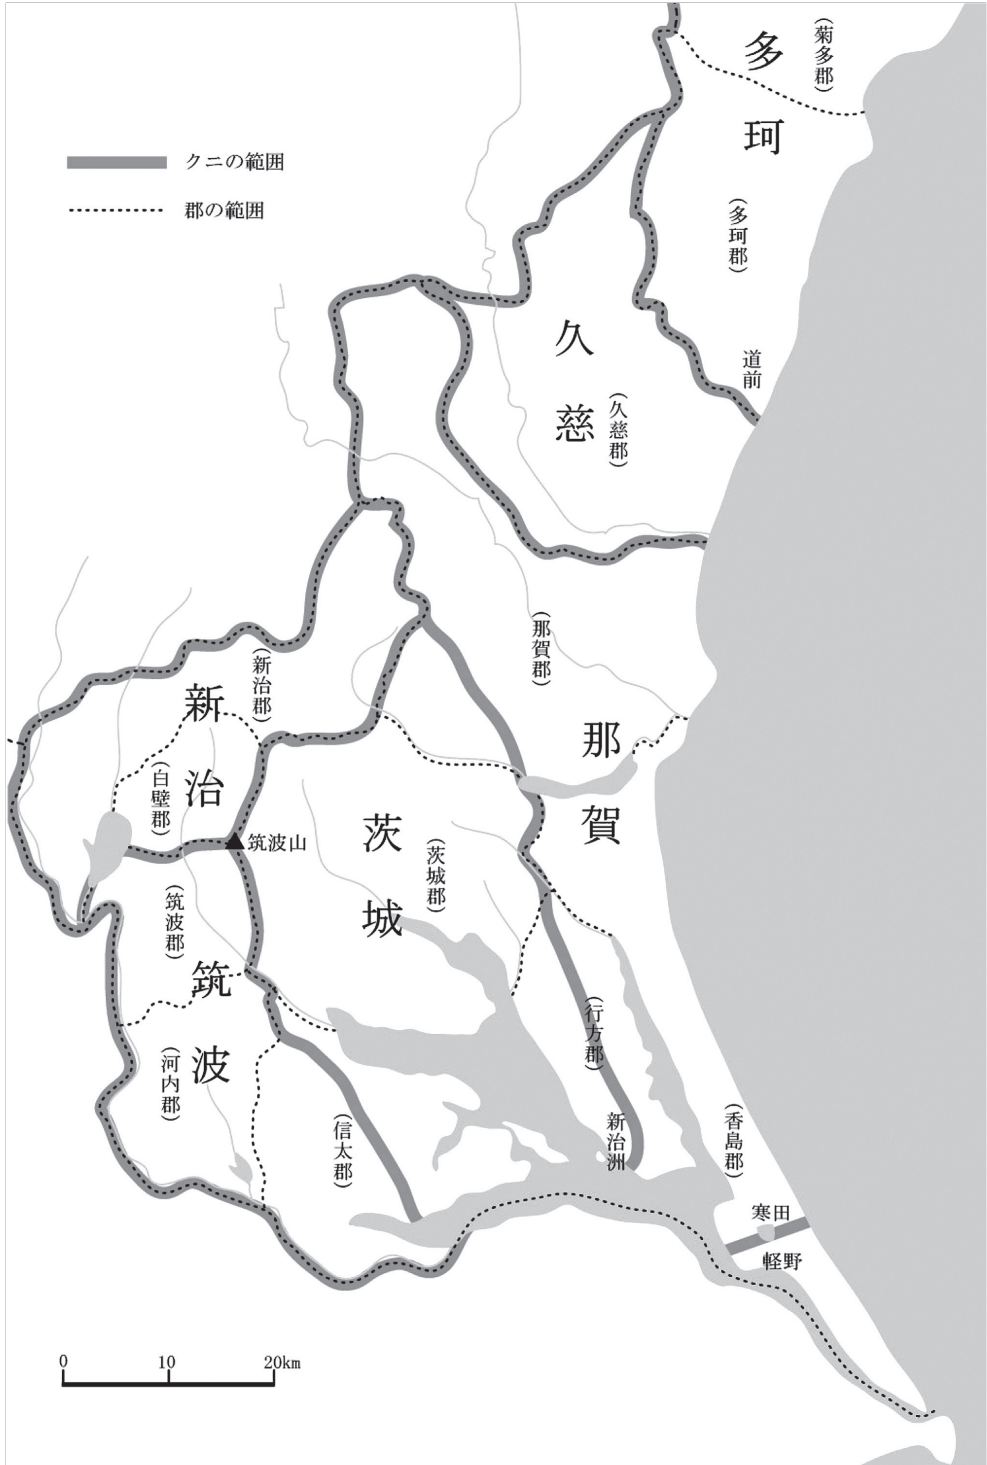 クニの範囲
郡の範囲
多珂
(菊多郡)
(多珂郡)
道前
久慈
(久慈郡)
(那賀郡)
那賀
新治
(新治郡)
(白壁郡)
筑波山
茨城
(茨城郡)
(筑波郡)
筑波
(河内郡)
(信太郡)
(行方郡)
新治洲
(香島郡)
寒田
軽野
0 10 20km